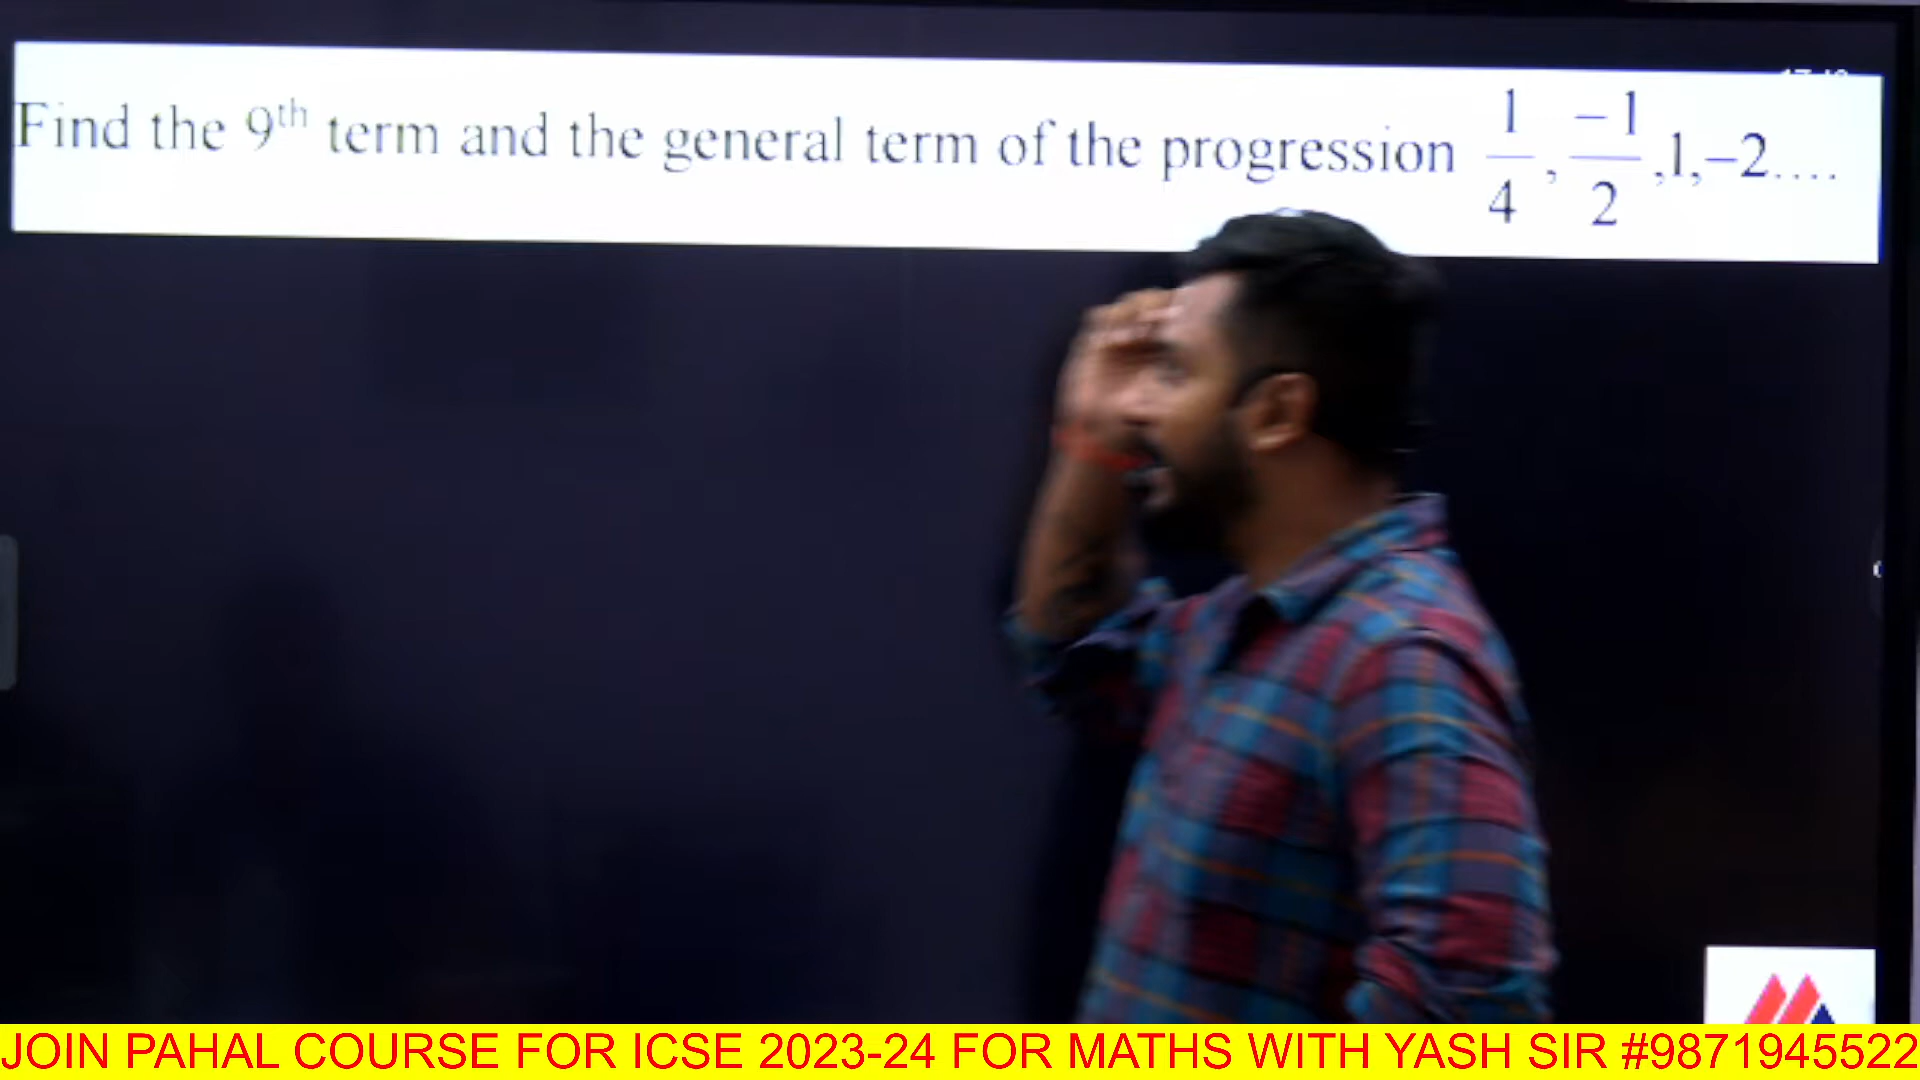 Find the 9th term and the general term of the progression 1/4, -1/2, 1, -2....
JOIN PAHAL COURSE FOR ICSE 2023-24 FOR MATHS WITH YASH SIR #9871945522